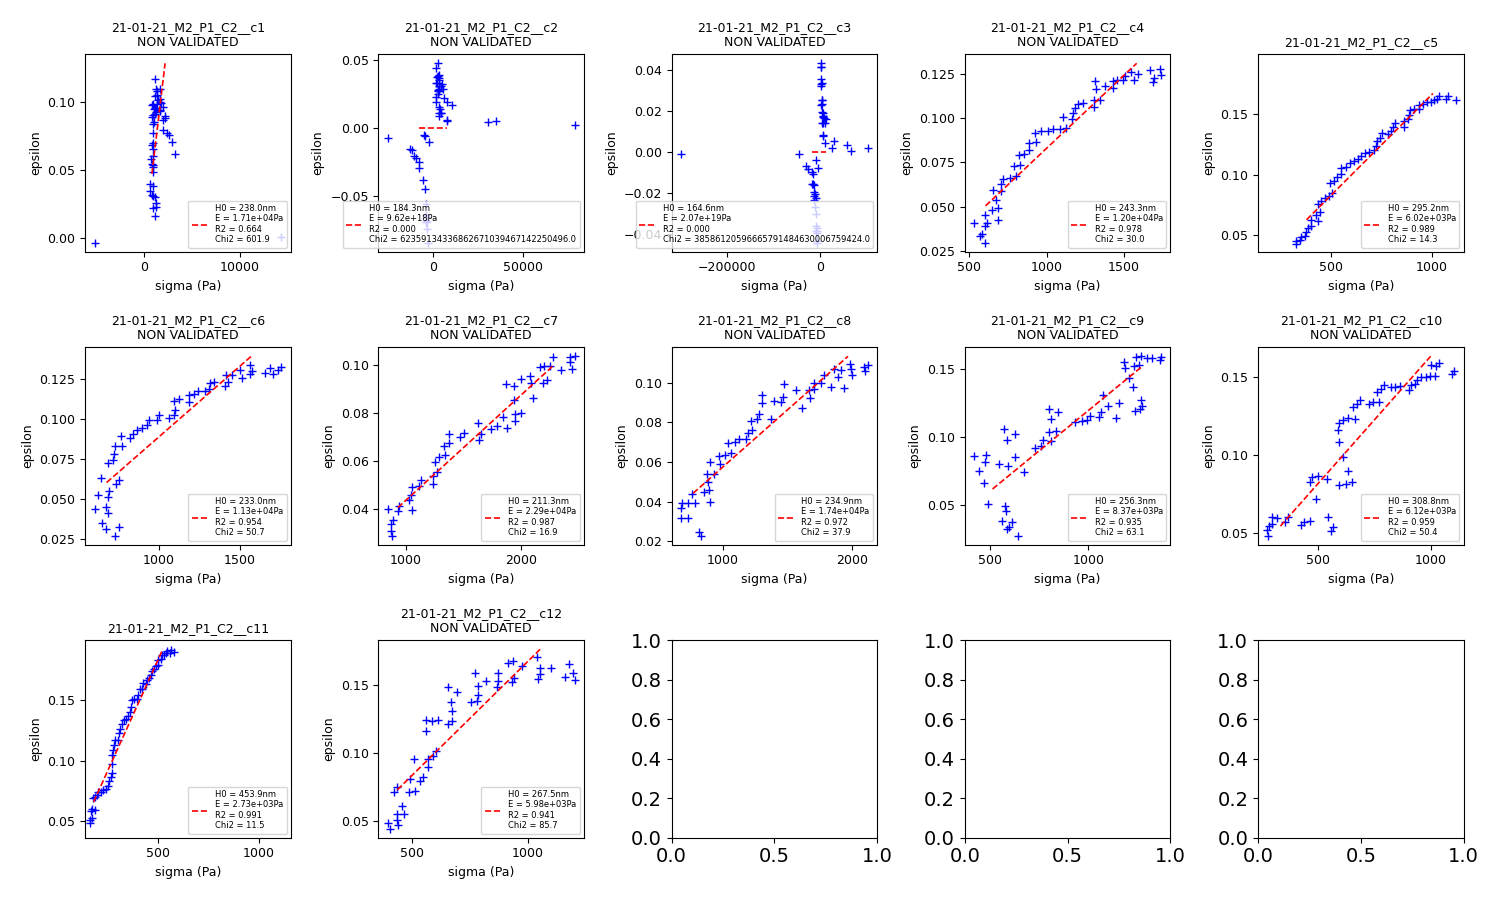 21-01-21_M2_P1_C2__c1
NON VALIDATED
epsilon
0.10
0.05
0.00
H0 = 238.0nm
E = 1.71e+04Pa
R2 = 0.664
Chi2 = 601.9
0
10000
sigma (Pa)
21-01-21_M2_P1_C2__c2
NON VALIDATED
epsilon
0.05
0.00
−0.05
H0 = 184.3nm
E = 9.62e+18Pa
R2 = 0.000
Chi2 = 62359134336862671039467142250496.0
0
50000
sigma (Pa)
21-01-21_M2_P1_C2__c3
NON VALIDATED
epsilon
0.04
0.02
0.00
−0.02
−0.04
H0 = 164.6nm
E = 2.07e+19Pa
R2 = 0.000
−200000
0
sigma (Pa)
21-01-21_M2_P1_C2__c4
NON VALIDATED
epsilon
0.125
0.100
0.075
0.050
0.025
H0 = 243.3nm
E = 1.20e+04Pa
R2 = 0.978
Chi2 = 30.0
500
1000
1500
sigma (Pa)
21-01-21_M2_P1_C2__c5
epsilon
0.15
0.10
0.05
H0 = 295.2nm
E = 6.02e+03Pa
R2 = 0.989
Chi2 = 14.3
500
1000
sigma (Pa)
21-01-21_M2_P1_C2__c6
NON VALIDATED
epsilon
0.125
0.100
0.075
0.050
0.025
H0 = 233.0nm
E = 1.13e+04Pa
R2 = 0.954
Chi2 = 50.7
1000
1500
sigma (Pa)
21-01-21_M2_P1_C2__c7
NON VALIDATED
epsilon
0.10
0.08
0.06
0.04
H0 = 211.3nm
E = 2.29e+04Pa
R2 = 0.987
Chi2 = 16.9
1000
2000
sigma (Pa)
21-01-21_M2_P1_C2__c8
NON VALIDATED
epsilon
0.10
0.08
0.06
0.04
0.02
H0 = 234.9nm
E = 1.74e+04Pa
R2 = 0.972
Chi2 = 37.9
1000
2000
sigma (Pa)
21-01-21_M2_P1_C2__c9
NON VALIDATED
epsilon
0.15
0.10
0.05
H0 = 256.3nm
E = 8.37e+03Pa
R2 = 0.935
Chi2 = 63.1
500
1000
sigma (Pa)
21-01-21_M2_P1_C2__c10
NON VALIDATED
epsilon
0.15
0.10
0.05
H0 = 308.8nm
E = 6.12e+03Pa
R2 = 0.959
Chi2 = 50.4
500
1000
sigma (Pa)
21-01-21_M2_P1_C2__c11
epsilon
0.15
0.10
0.05
H0 = 453.9nm
E = 2.73e+03Pa
R2 = 0.991
Chi2 = 11.5
500
1000
sigma (Pa)
21-01-21_M2_P1_C2__c12
NON VALIDATED
epsilon
0.15
0.10
0.05
H0 = 267.5nm
E = 5.98e+03Pa
R2 = 0.941
Chi2 = 85.7
500
1000
sigma (Pa)
1.0
0.8
0.6
0.4
0.2
0.0
0.0
0.5
1.0
1.0
0.8
0.6
0.4
0.2
0.0
0.0
0.5
1.0
1.0
0.8
0.6
0.4
0.2
0.0
0.0
0.5
1.0